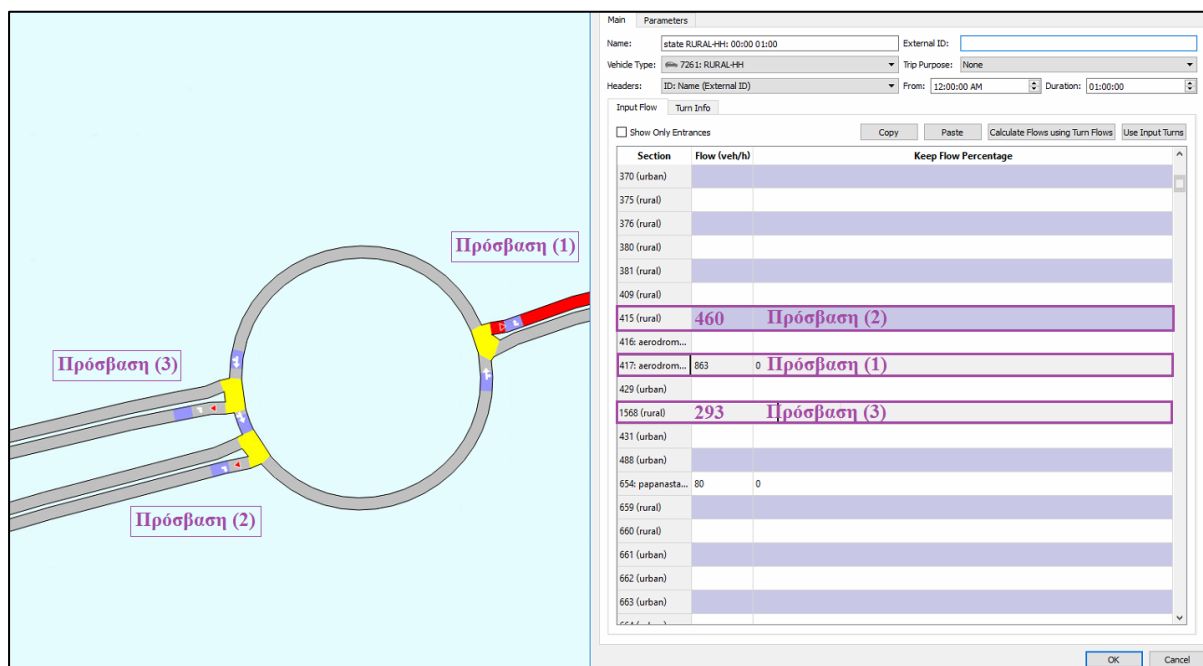 Πρόσβαση (1)
Πρόσβαση (3)
Πρόσβαση (2)
Main Parameters
Name: state RURAL-HH: 00:00 01:00 External ID:
Vehicle Type: 7261: RURAL-HH Trip Purpose: None
Headers: ID: Name (External ID) From: 12:00:00 AM Duration: 01:00:00
Input Flow Turn Info
Show Only Entrances Copy Paste Calculate Flows using Turn Flows Use Input Turns
Section Flow (veh/h) Keep Flow Percentage
370 (urban)
375 (rural)
376 (rural)
380 (rural)
381 (rural)
409 (rural)
415 (rural) 460 Πρόσβαση (2)
416: aerodrom...
417: aerodrom... 863 0 Πρόσβαση (1)
429 (urban)
1568 (rural) 293 Πρόσβαση (3)
431 (urban)
488 (urban)
654: papanasta... 80 0
659 (rural)
660 (rural)
661 (urban)
662 (urban)
663 (urban)
OK Cancel